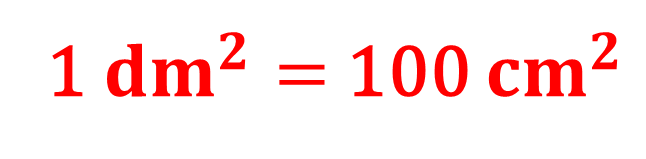 1 dm² = 100 cm²